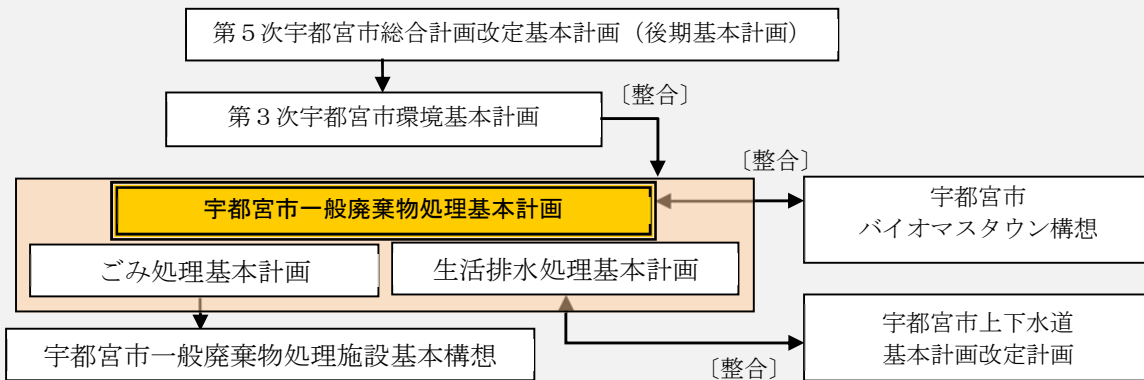 第５次宇都宮市総合計画改定基本計画（後期基本計画）
第３次宇都宮市環境基本計画
〔整合〕
〔整合〕
宇都宮市一般廃棄物処理基本計画
宇都宮市
バイオマスタウン構想
ごみ処理基本計画
生活排水処理基本計画
宇都宮市一般廃棄物処理施設基本構想
宇都宮市上下水道
基本計画改定計画
〔整合〕